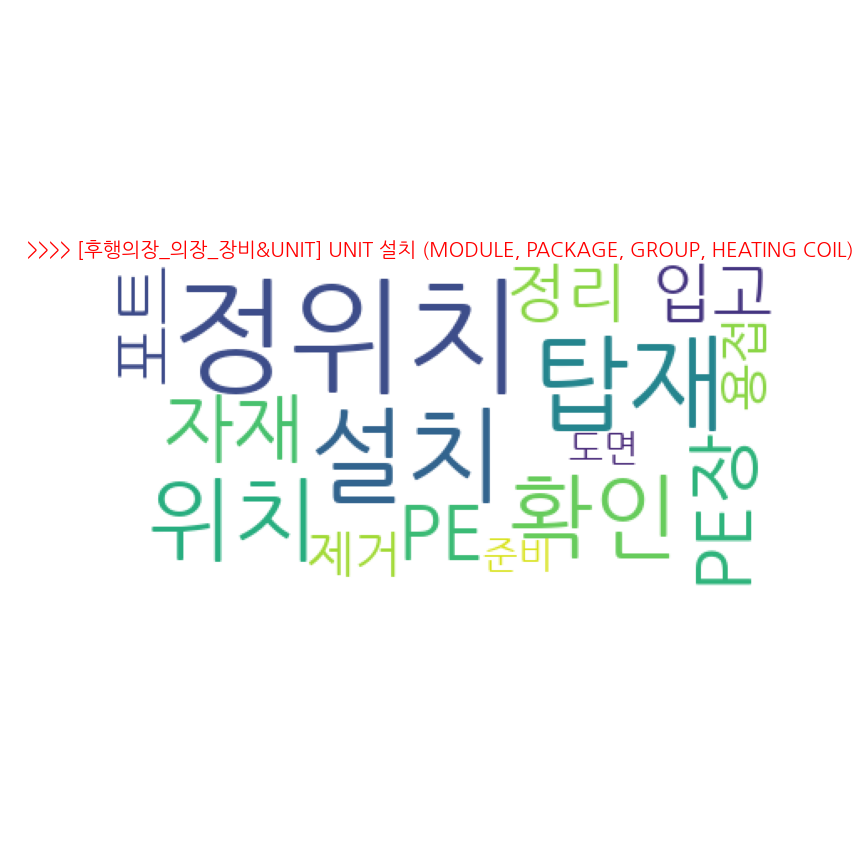 >>>> [후행의장_의장_장비&UNIT] UNIT 설치 (MODULE, PACKAGE, GROUP, HEATING COIL)
포트
정위치
정리
입고
탑재
용접
자재
설치
도면
PE장
위치
제거
PE
준비
확인